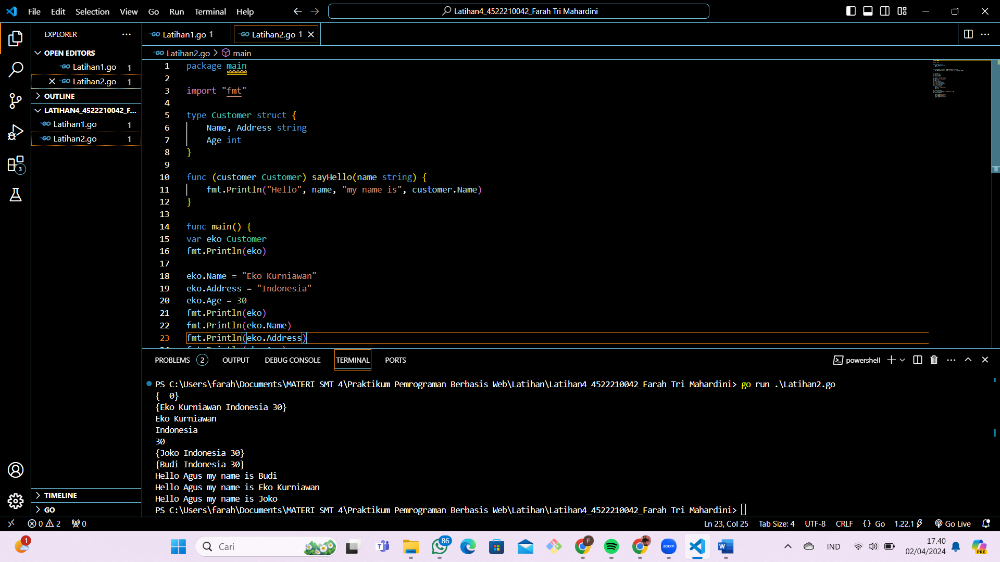 File Edit Selection View Go Run Terminal Help
Latihan4_4522210042_Farah Tri Mahardini
EXPLORER
OPEN EDITORS
GO Latihan1.go 1
GO Latihan2.go 1
OUTLINE
LATIHAN4_4522210042_F...
GO Latihan1.go 1
GO Latihan2.go 1
TIMELINE
GO
3
GO Latihan1.go 1
GO Latihan2.go 1
GO Latihan2.go > main
1 package main
2
3 import "fmt"
4
5 type Customer struct {
6 Name, Address string
7 Age int
8 }
9
10 func (customer Customer) sayHello(name string) {
11 fmt.Println("Hello", name, "my name is", customer.Name)
12 }
13
14 func main() {
15 var eko Customer
16 fmt.Println(eko)
17
18 eko.Name = "Eko Kurniawan"
19 eko.Address = "Indonesia"
20 eko.Age = 30
21 fmt.Println(eko)
22 fmt.Println(eko.Name)
23 fmt.Println(eko.Address)
PROBLEMS 2 OUTPUT DEBUG CONSOLE TERMINAL PORTS
powershell
PS C:\Users\farah\Documents\MATERI SMT 4\Praktikum Pemrograman Berbasis Web\Latihan\Latihan4_4522210042_Farah Tri Mahardini> go run .\Latihan2.go
{  0}
{Eko Kurniawan Indonesia 30}
Eko Kurniawan
Indonesia
30
{Joko Indonesia 30}
{Budi Indonesia 30}
Hello Agus my name is Budi
Hello Agus my name is Eko Kurniawan
Hello Agus my name is Joko
PS C:\Users\farah\Documents\MATERI SMT 4\Praktikum Pemrograman Berbasis Web\Latihan\Latihan4_4522210042_Farah Tri Mahardini>
0 2 0
Ln 23, Col 25 Tab Size: 4 UTF-8 CRLF {} Go 1.22.1 Go Live
1
Cari
86
F
zoom
IND
17.40
02/04/2024
PRE